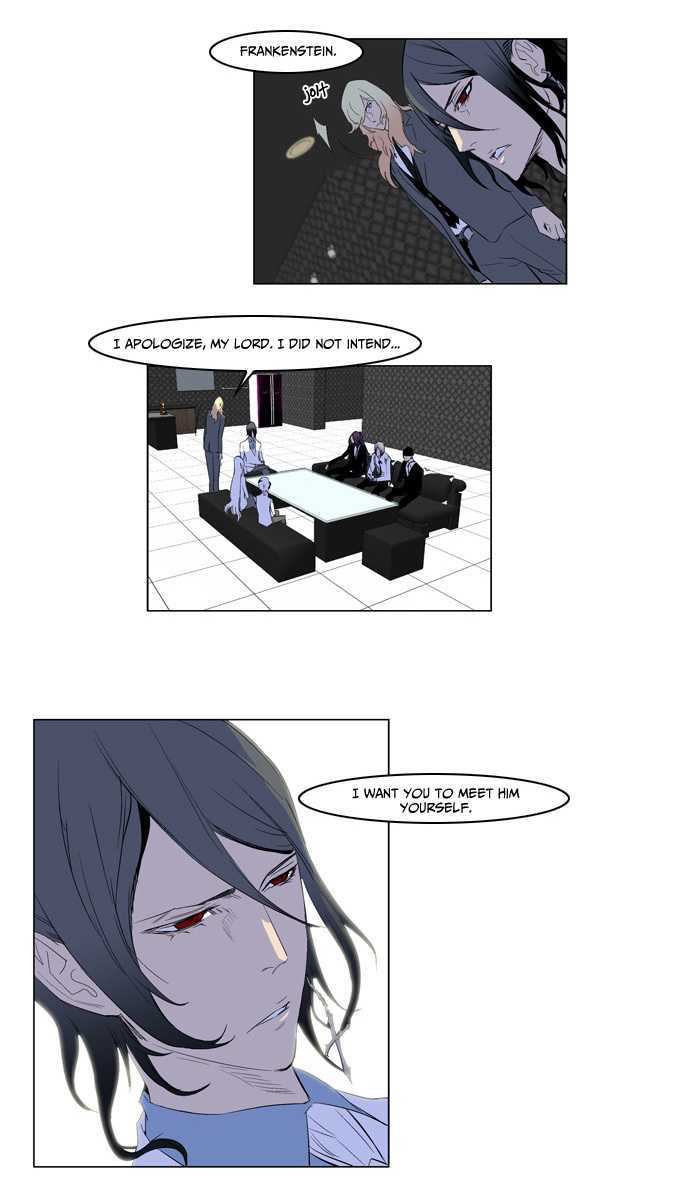 FRANKENSTEIN.
JOLT
I APOLOGIZE, MY LORD. I DID NOT INTEND...
I WANT YOU TO MEET HIM
YOURSELF.